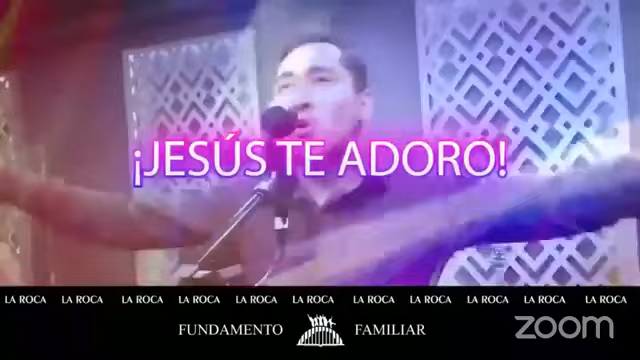 ¡JESÚS TE ADORO!
LA ROCA LA ROCA LA ROCA LA ROCA LA ROCA LA ROCA LA ROCA LA ROCA LA ROCA LA ROCA LA ROCA
FUNDAMENTO FAMILIAR
zoom